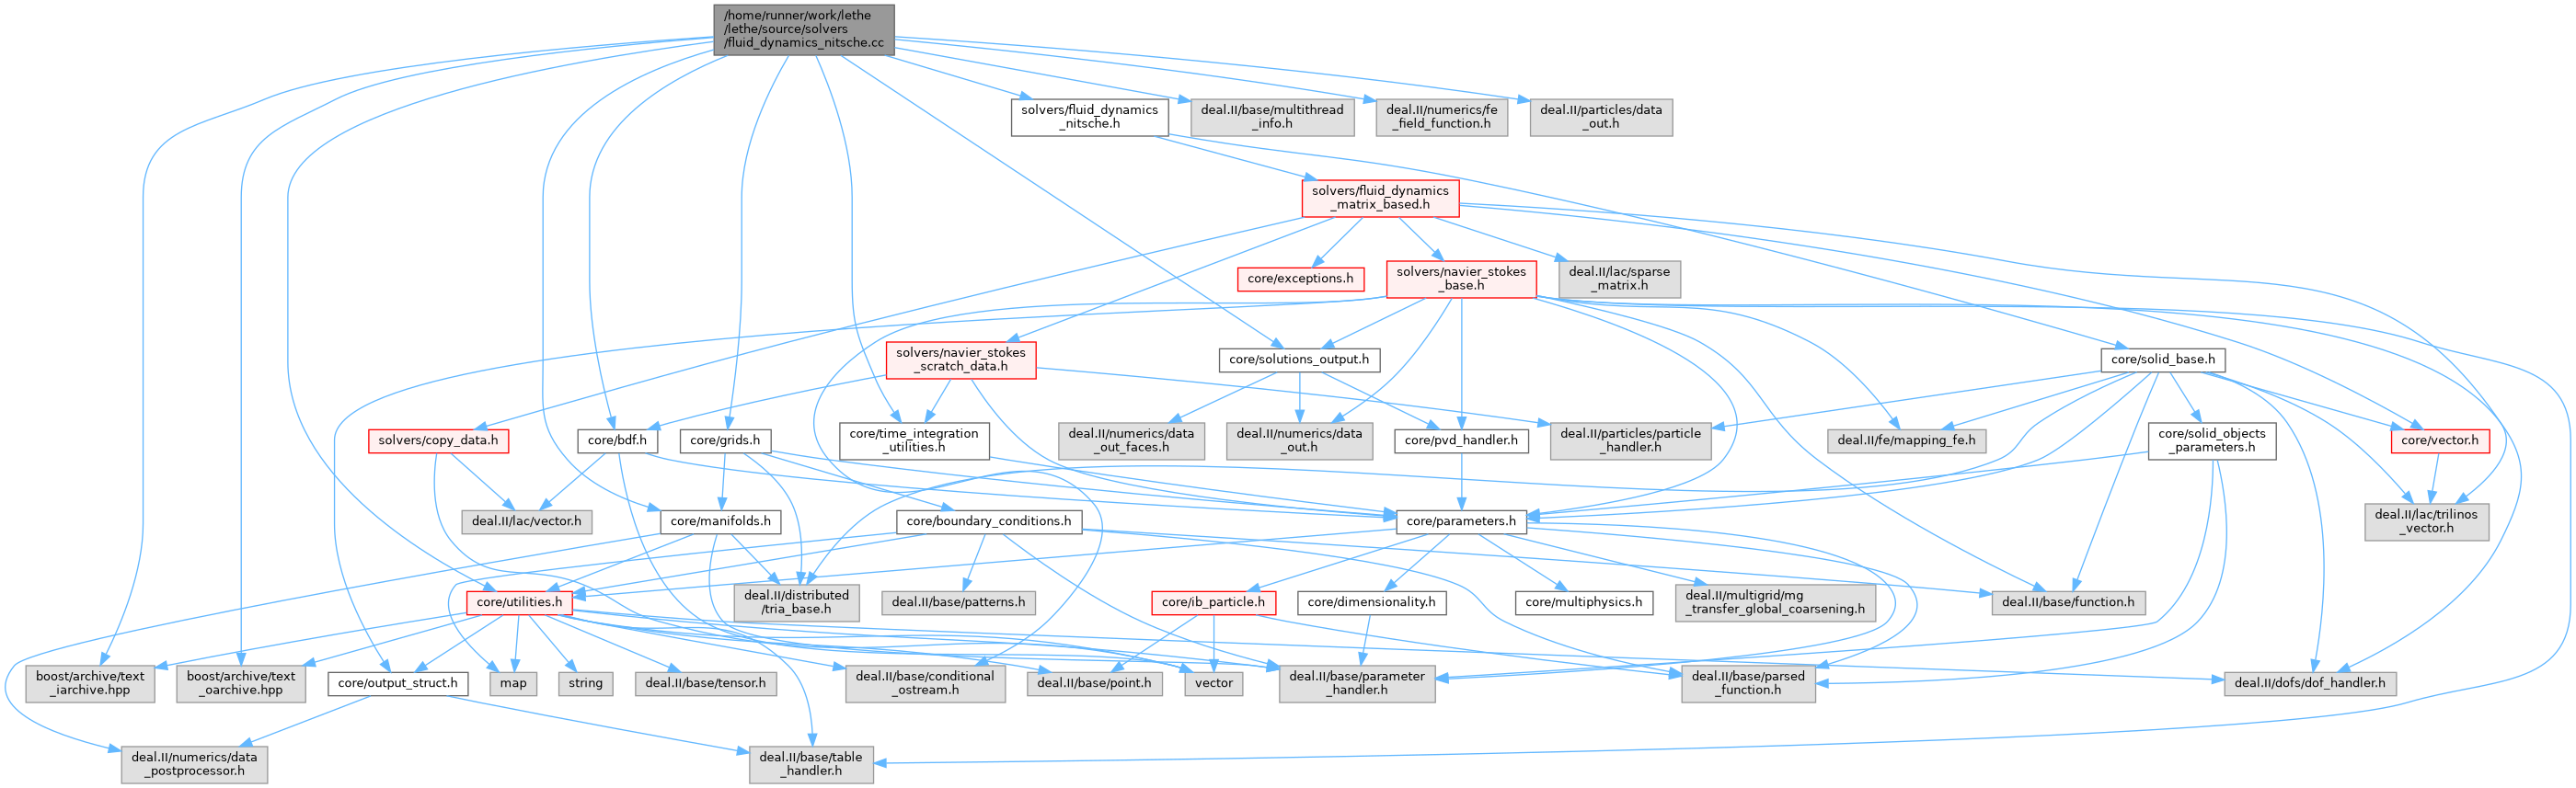 /home/runner/work/lethe
/lethe/source/solvers
/fluid_dynamics_nitsche.cc
solvers/fluid_dynamics
_nitsche.h
deal.II/base/multithread
_info.h
deal.II/numerics/fe
_field_function.h
deal.II/particles/data
_out.h
solvers/fluid_dynamics
_matrix_based.h
core/exceptions.h
solvers/navier_stokes
_base.h
deal.II/lac/sparse
_matrix.h
solvers/navier_stokes
_scratch_data.h
core/solutions_output.h
core/solid_base.h
solvers/copy_data.h
core/bdf.h
core/grids.h
core/time_integration
_utilities.h
deal.II/numerics/data
_out_faces.h
deal.II/numerics/data
_out.h
core/pvd_handler.h
deal.II/particles/particle
_handler.h
deal.II/fe/mapping_fe.h
core/solid_objects
_parameters.h
core/vector.h
deal.II/lac/vector.h
core/manifolds.h
core/boundary_conditions.h
core/parameters.h
deal.II/lac/trilinos
_vector.h
core/utilities.h
deal.II/distributed
/tria_base.h
deal.II/base/patterns.h
core/ib_particle.h
core/dimensionality.h
core/multiphysics.h
deal.II/multigrid/mg
_transfer_global_coarsening.h
deal.II/base/function.h
boost/archive/text
_iarchive.hpp
boost/archive/text
_oarchive.hpp
core/output_struct.h
map
string
deal.II/base/tensor.h
deal.II/base/conditional
_ostream.h
deal.II/base/point.h
vector
deal.II/base/parameter
_handler.h
deal.II/base/parsed
_function.h
deal.II/dofs/dof_handler.h
deal.II/numerics/data
_postprocessor.h
deal.II/base/table
_handler.h